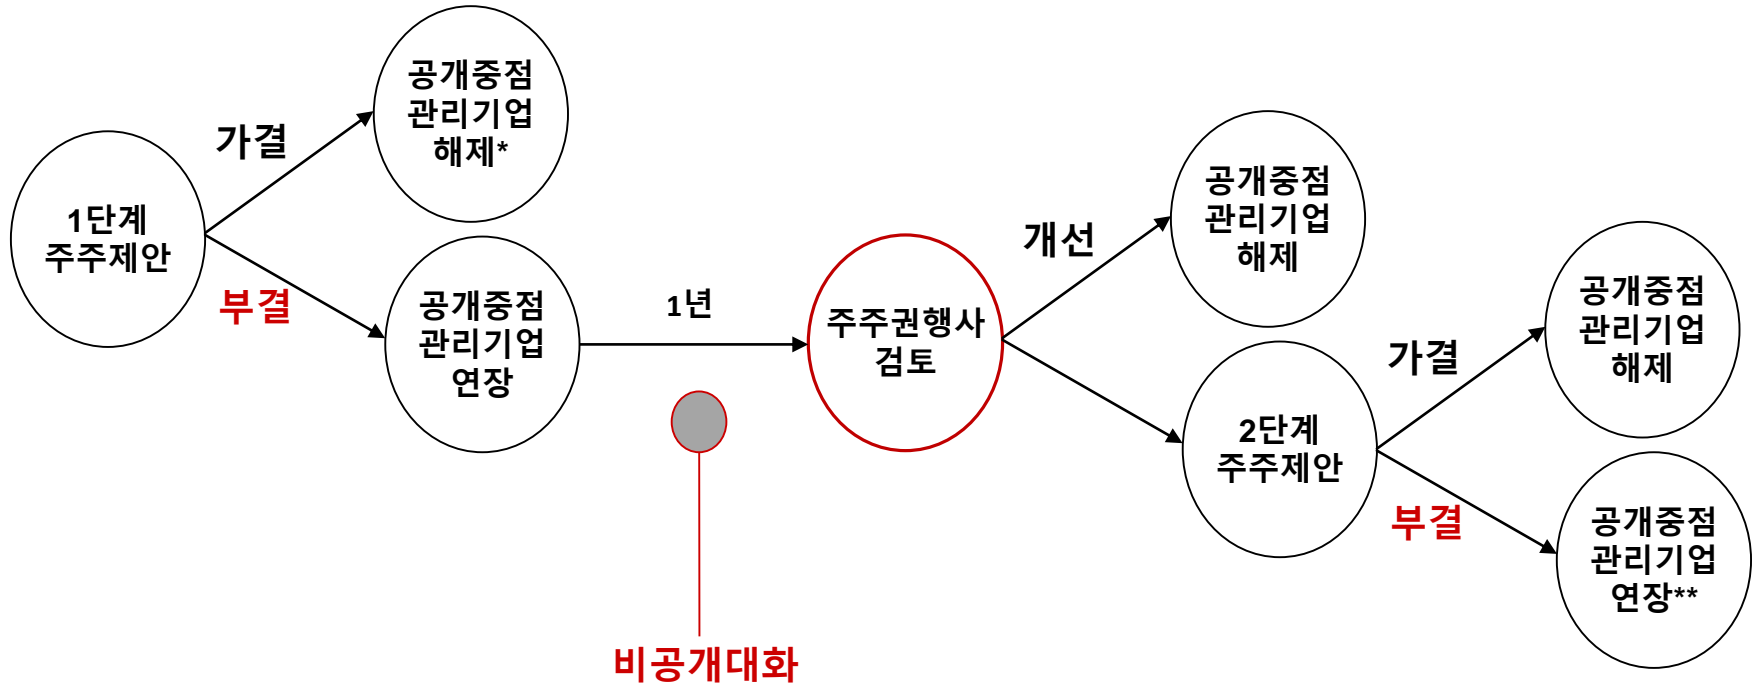 1단계
주주제안
가결
부결
공개중점
관리기업
해제*
공개중점
관리기업
연장
1년
비공개대화
주주권행사
검토
개선
공개중점
관리기업
해제
2단계
주주제안
가결
부결
공개중점
관리기업
해제
공개중점
관리기업
연장**